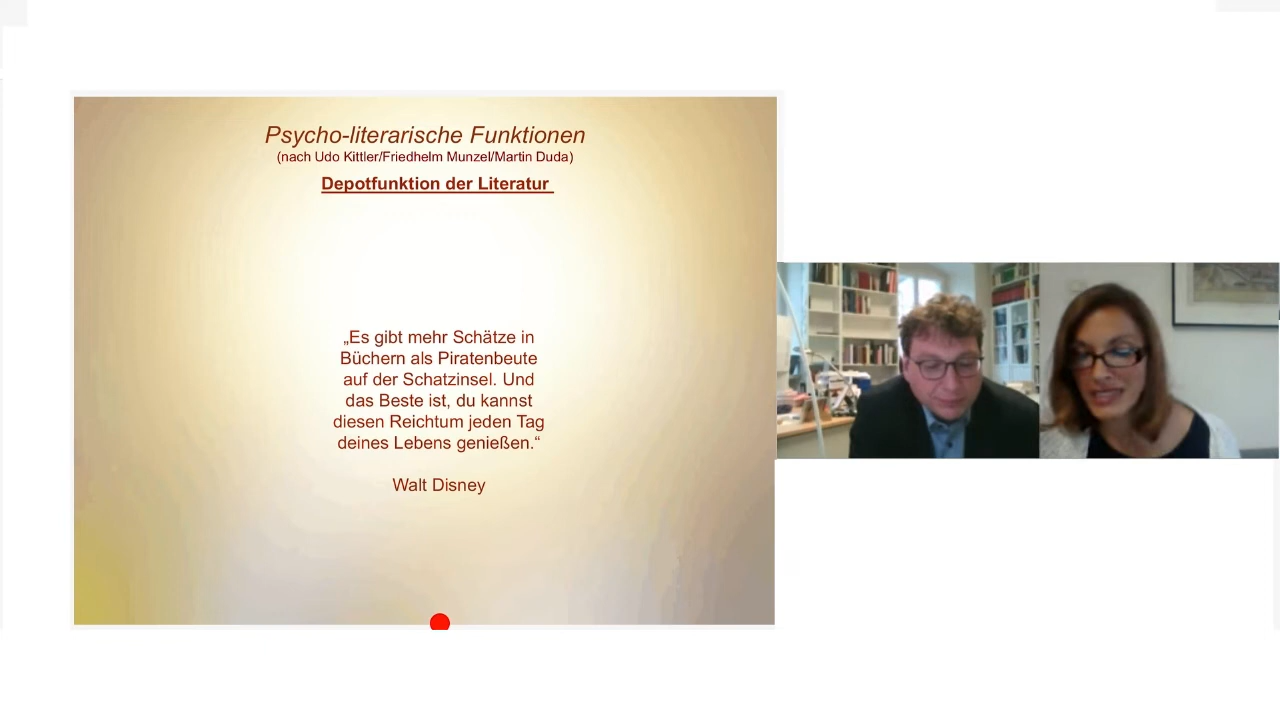 Psycho-literarische Funktionen
(nach Udo Kittler/Friedhelm Munzel/Martin Duda)
Depotfunktion der Literatur
„Es gibt mehr Schätze in
Büchern als Piratenbeute
auf der Schatzinsel. Und
das Beste ist, du kannst
diesen Reichtum jeden Tag
deines Lebens genießen.“
Walt Disney